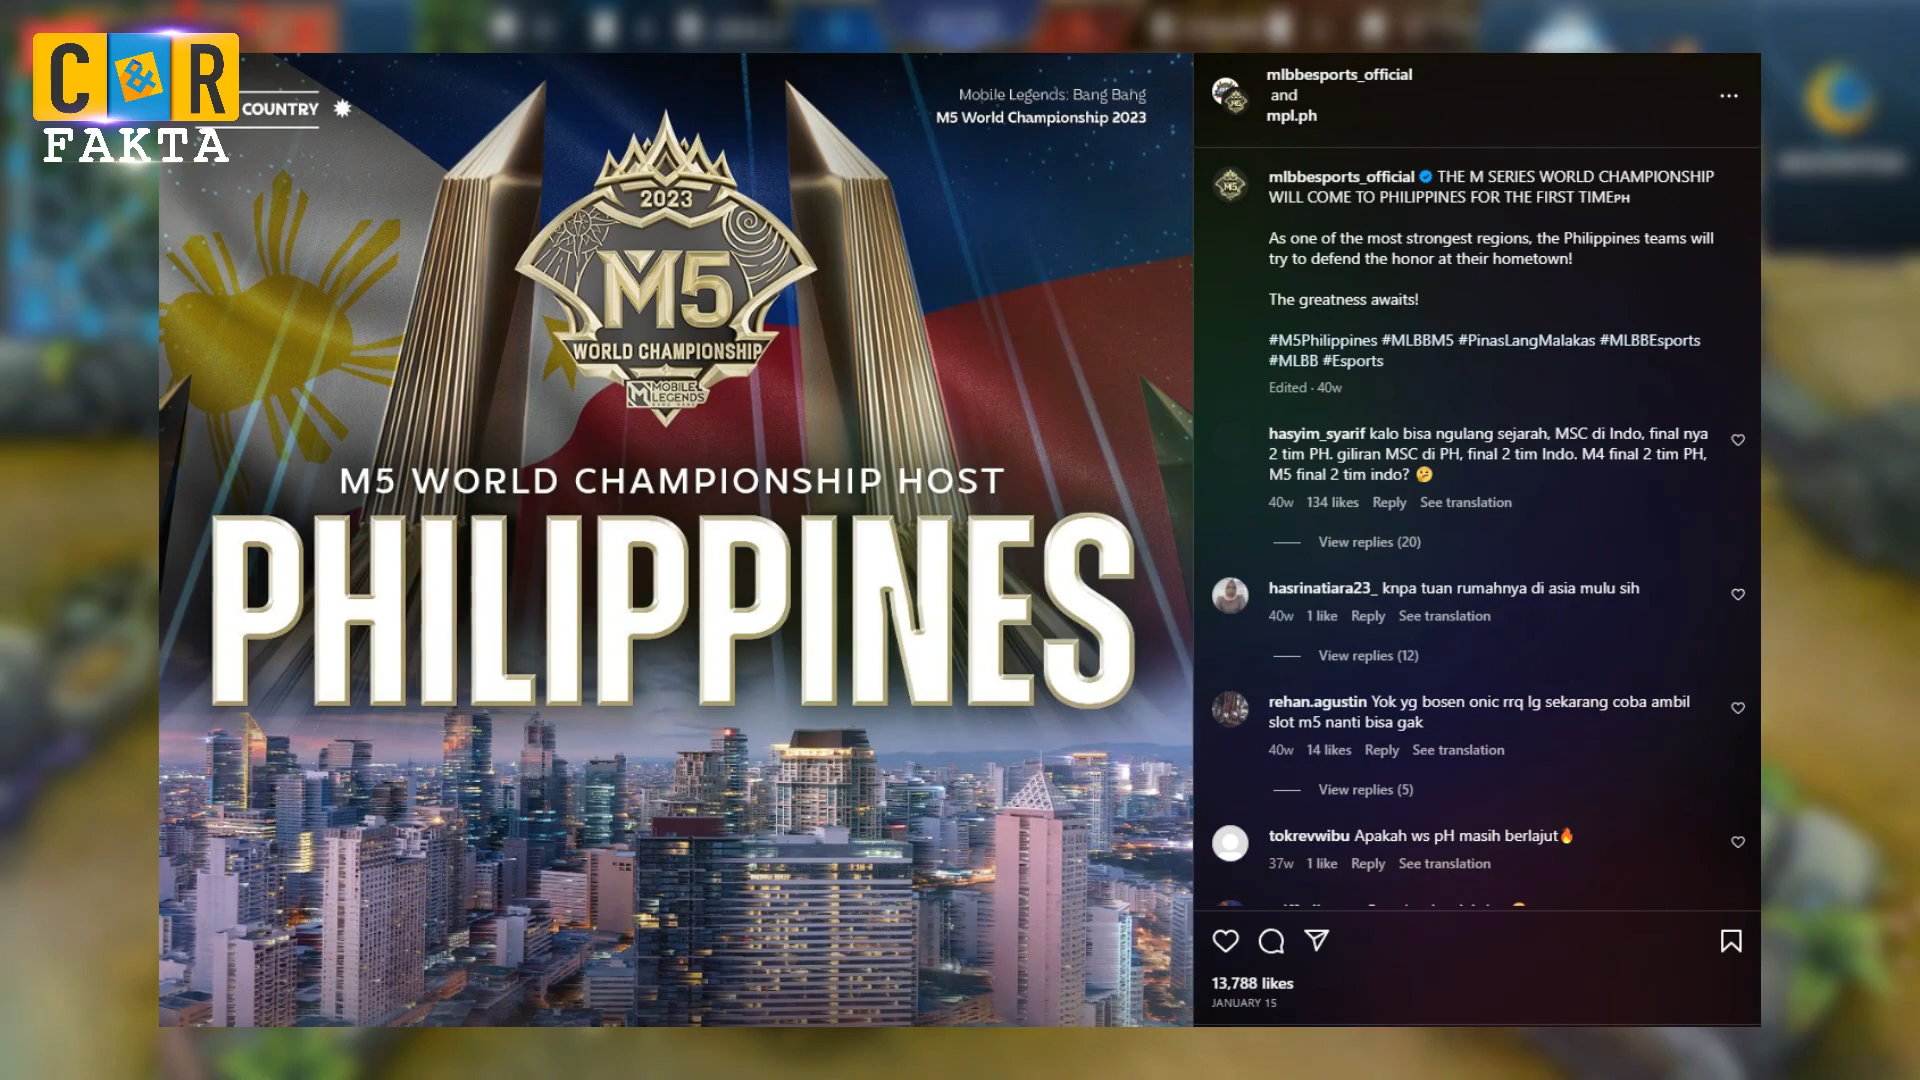 C&R
FAKTA
COUNTRY
Mobile Legends: Bang Bang
M5 World Championship 2023
2023
M5
WORLD CHAMPIONSHIP
MOBILE
LEGENDS
BANG BANG
M5 WORLD CHAMPIONSHIP HOST
PHILIPPINES
mlbbesports_official
and
mpl.ph
mlbbesports_official THE M SERIES WORLD CHAMPIONSHIP
WILL COME TO PHILIPPINES FOR THE FIRST TIMEPH
As one of the most strongest regions, the Philippines teams will
try to defend the honor at their hometown!
The greatness awaits!
#M5Philippines #MLBBM5 #PinasLangMalakas #MLBBEsports
#MLBB #Esports
Edited · 40w
hasyim_syarif kalo bisa ngulang sejarah, MSC di Indo, final nya
2 tim PH. giliran MSC di PH, final 2 tim Indo. M4 final 2 tim PH,
M5 final 2 tim indo? 🤔
40w 134 likes Reply See translation
View replies (20)
hasrinatiara23_ knpa tuan rumahnya di asia mulu sih
40w 1 like Reply See translation
View replies (12)
rehan.agustin Yok yg bosen onic rrq lg sekarang coba ambil
slot m5 nanti bisa gak
40w 14 likes Reply See translation
View replies (5)
tokrevwibu Apakah ws pH masih berlajut🔥
37w 1 like Reply See translation
13,788 likes
JANUARY 15